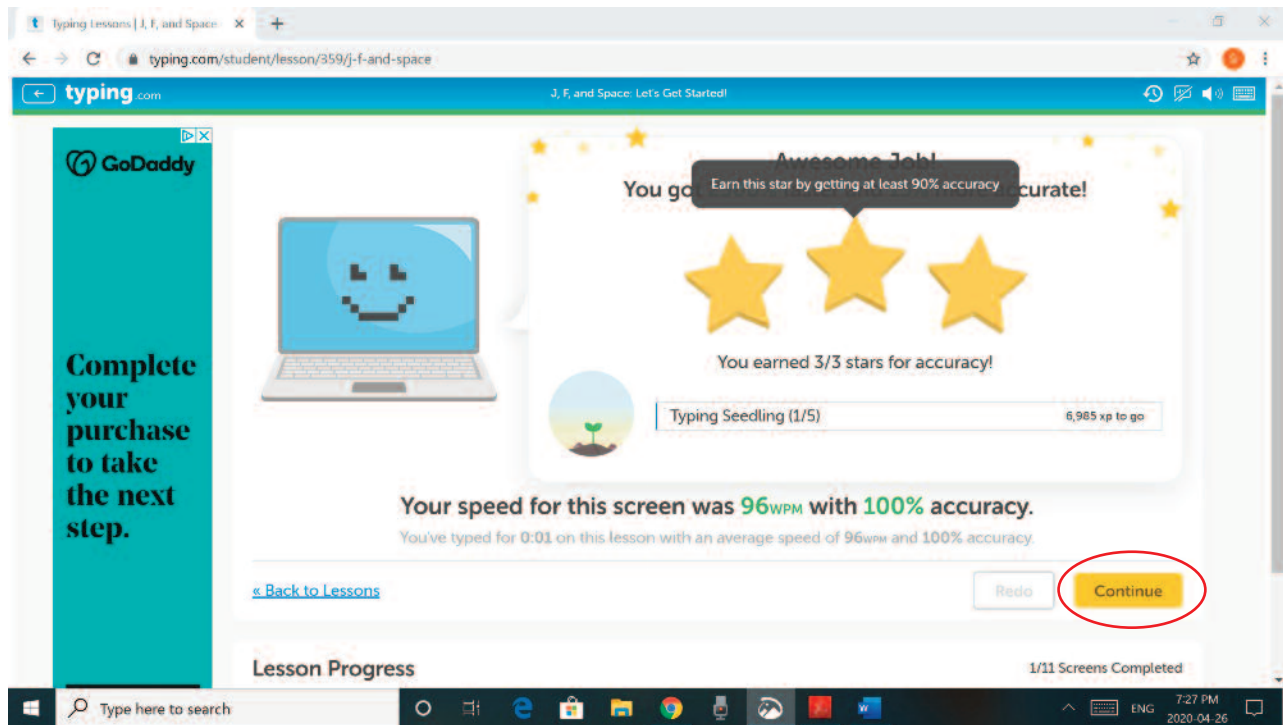 Typing Lessons | J, F, and Space
typing.com/student/lesson/359/j-f-and-space
typing.com
J, F, and Space: Let's Get Started!
GoDaddy
Complete
your
purchase
to take
the next
step.
Awesome Job!
You go
curate!
Earn this star by getting at least 90% accuracy
You earned 3/3 stars for accuracy!
Typing Seedling (1/5)
6,985 xp to go
Your speed for this screen was 96WPM with 100% accuracy.
You've typed for 0:01 on this lesson with an average speed of 96WPM and 100% accuracy.
« Back to Lessons
Redo
Continue
Lesson Progress
1/11 Screens Completed
Type here to search
ENG
7:27 PM
2020-04-26